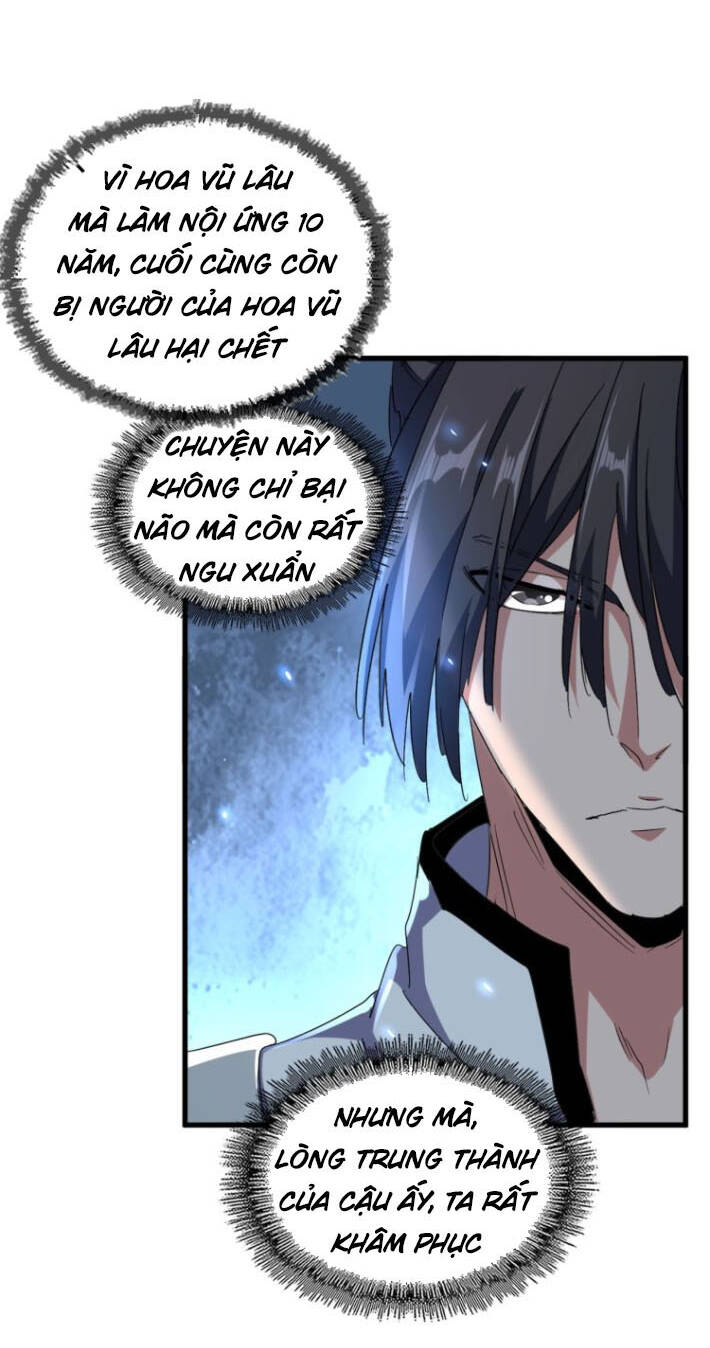 VÌ HOA VŨ LÂU
MÀ LÀM NỘI ỨNG 10
NĂM, CUỐI CÙNG CÒN
BỊ NGƯỜI CỦA HOA VŨ
LÂU HẠI CHẾT
CHUYỆN NÀY
KHÔNG CHỈ BẠI
NÃO MÀ CÒN RẤT
NGU XUẨN
NHƯNG MÀ,
LÒNG TRUNG THÀNH
CỦA CẬU ẤY, TA RẤT
KHÂM PHỤC